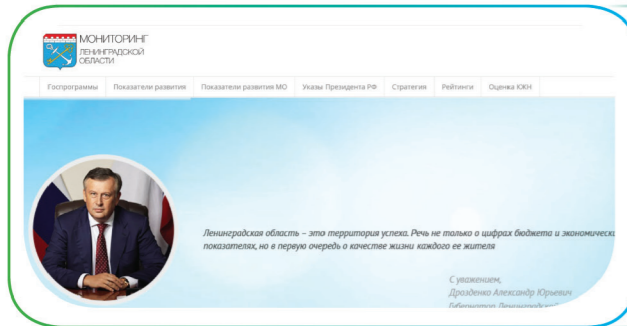 МОНИТОРИНГ
ЛЕНИНГРАДСКОЙ
ОБЛАСТИ
Госпрограммы Показатели развития Показатели развития МО Указы Президента РФ Стратегия Рейтинги Оценка КЖН
Ленинградская область – это территория успеха. Речь не только о цифрах бюджета и экономически
показателях, но в первую очередь о качестве жизни каждого ее жителя
С уважением,
Дрозденко Александр Юрьевич
Губернатор Ленинградской